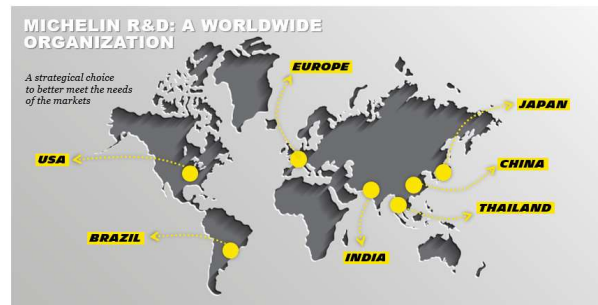 MICHELIN R&D: A WORLDWIDE
ORGANIZATION
A strategical choice
to better meet the needs
of the markets
EUROPE
JAPAN
USA
CHINA
THAILAND
BRAZIL
INDIA